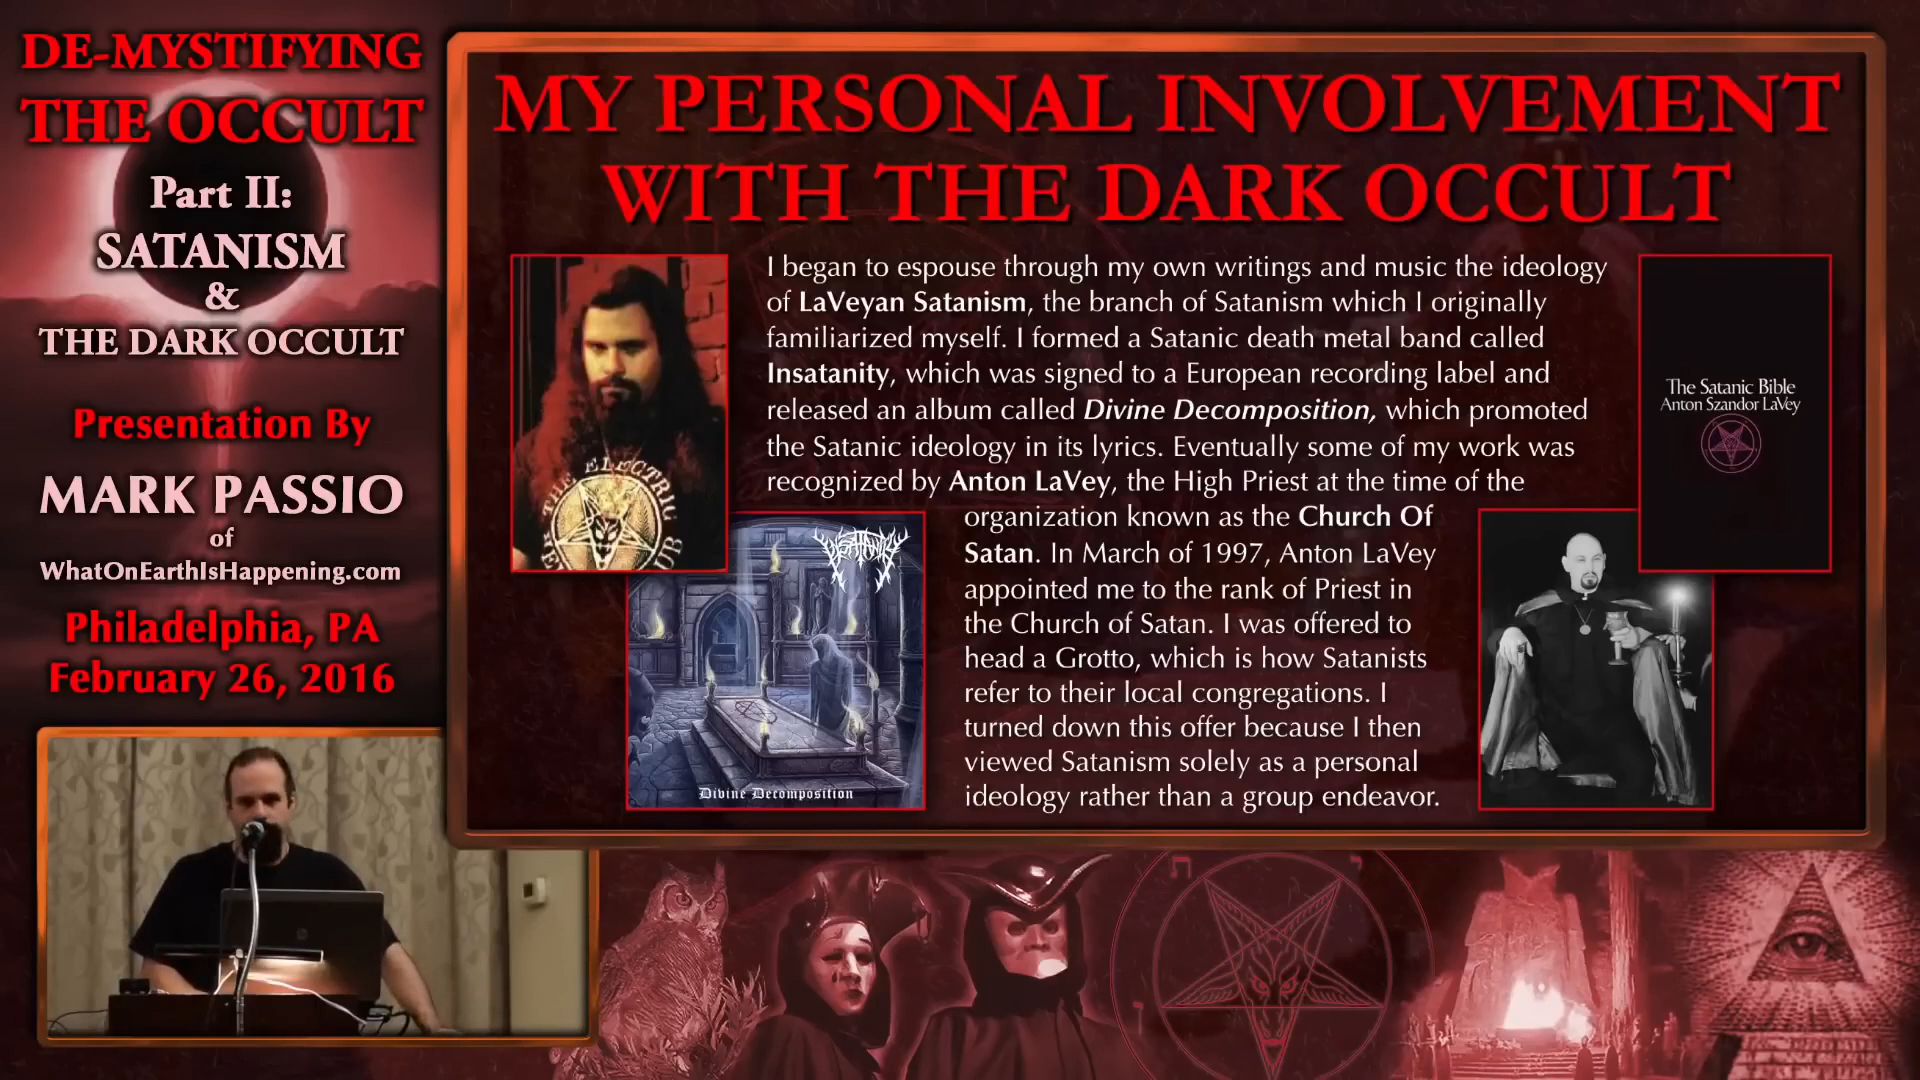 DE-MYSTIFYING
THE OCCULT
Part II:
SATANISM
&
THE DARK OCCULT
Presentation By
MARK PASSIO
of
WhatOnEarthIsHappening.com
Philadelphia, PA
February 26, 2016
MY PERSONAL INVOLVEMENT
WITH THE DARK OCCULT
I began to espouse through my own writings and music the ideology
of LaVeyan Satanism, the branch of Satanism which I originally
familiarized myself. I formed a Satanic death metal band called
Insatanity, which was signed to a European recording label and
released an album called Divine Decomposition, which promoted
the Satanic ideology in its lyrics. Eventually some of my work was
recognized by Anton LaVey, the High Priest at the time of the
organization known as the Church Of
Satan. In March of 1997, Anton LaVey
appointed me to the rank of Priest in
the Church of Satan. I was offered to
head a Grotto, which is how Satanists
refer to their local congregations. I
turned down this offer because I then
viewed Satanism solely as a personal
ideology rather than a group endeavor.
THE ELECTRIC
INSATANITY
Divine Decomposition
The Satanic Bible
Anton Szandor LaVey